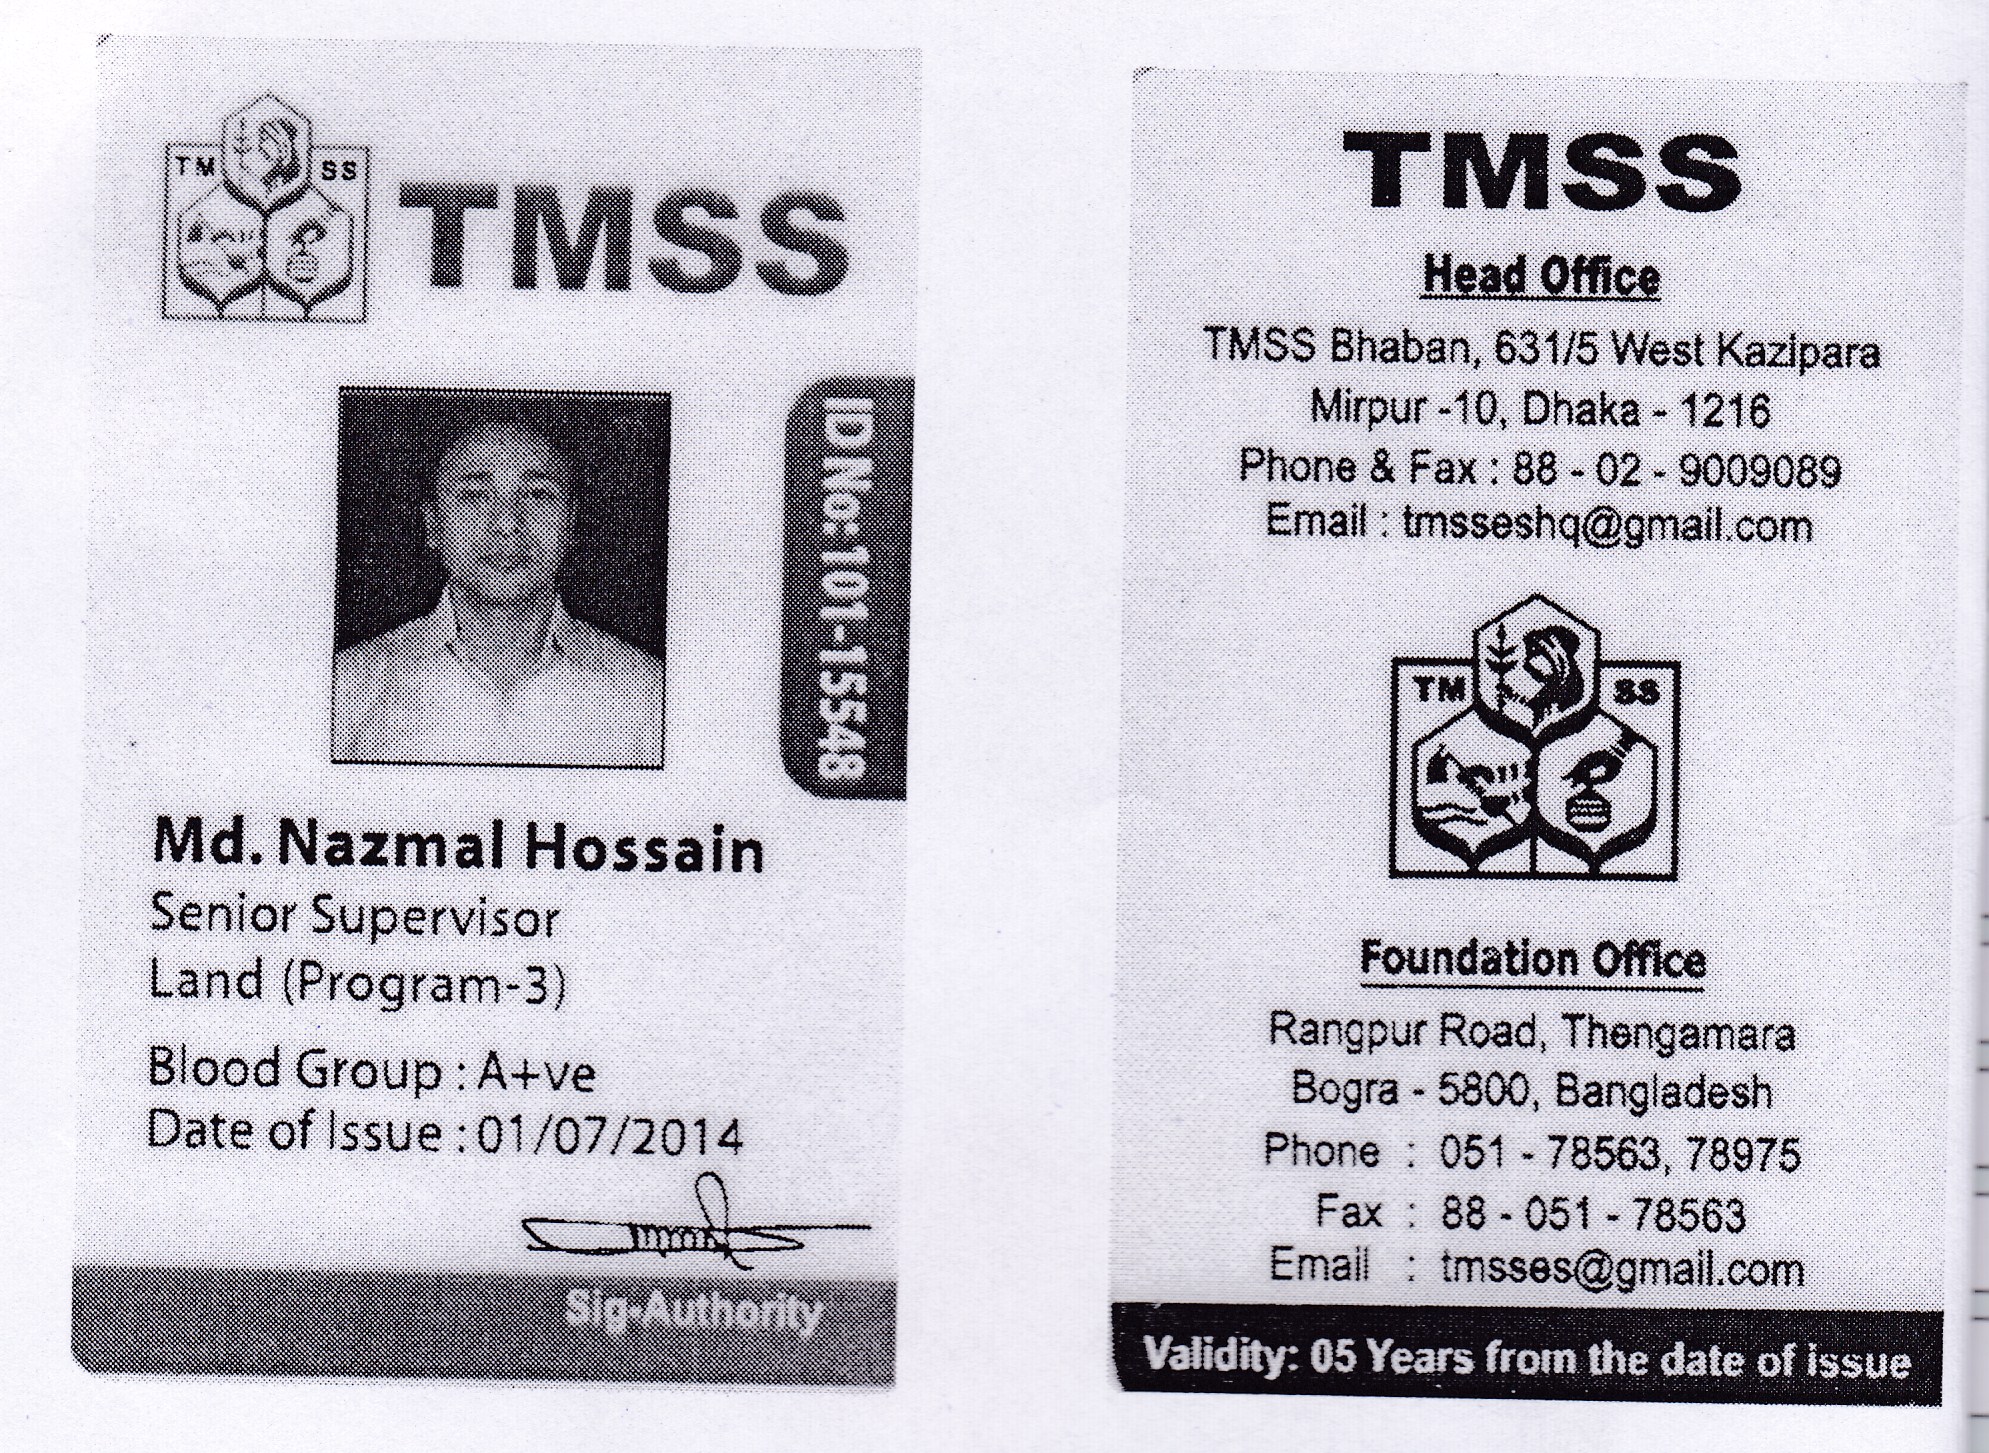 TM SS
TMSS
ID No:101-15548
Md. Nazmal Hossain
Senior Supervisor
Land (Program-3)
Blood Group : A+ve
Date of Issue : 01/07/2014
Sig-Authority
TMSS
Head Office
TMSS Bhaban, 631/5 West Kazipara
Mirpur -10, Dhaka - 1216
Phone & Fax : 88 - 02 - 9009089
Email : tmsseshq@gmail.com
TM SS
Foundation Office
Rangpur Road, Thengamara
Bogra - 5800, Bangladesh
Phone : 051 - 78563, 78975
Fax : 88 - 051 - 78563
Email : tmsses@gmail.com
Validity: 05 Years from the date of issue